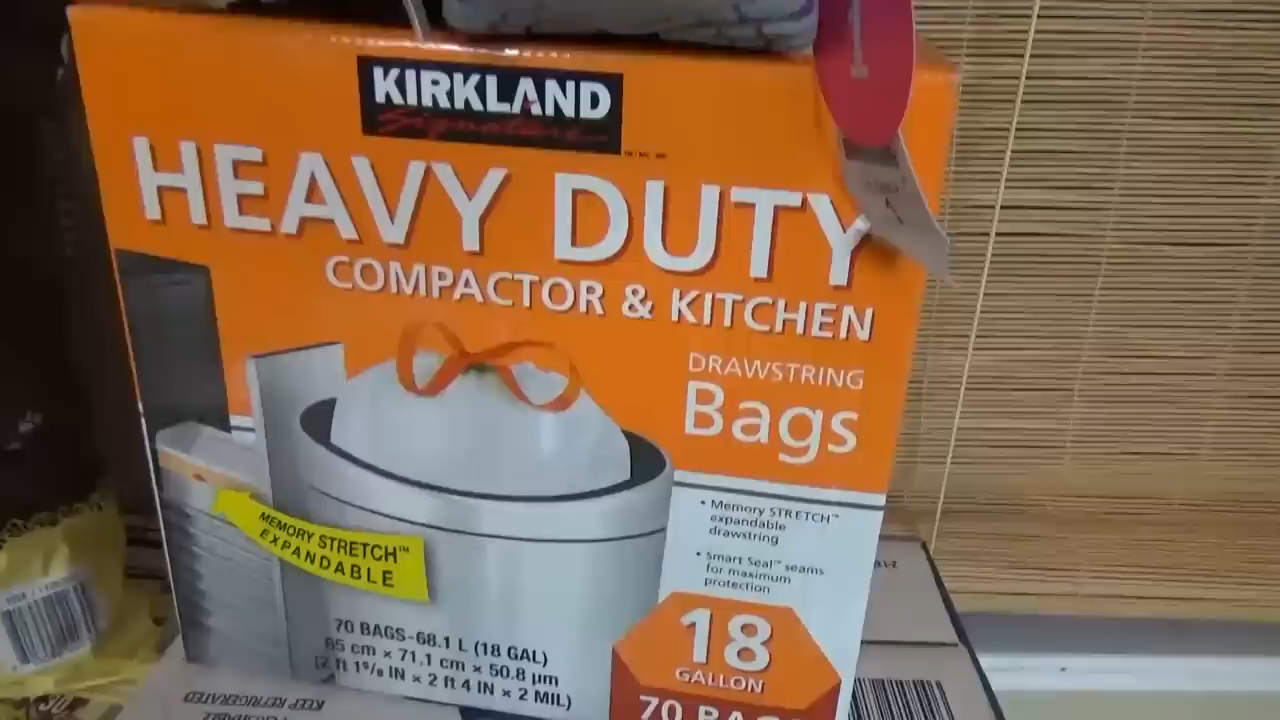 KIRKLAND
Signature
HEAVY DUTY
COMPACTOR & KITCHEN
DRAWSTRING
Bags
• Memory STRETCH™
expandable
drawstring
• Smart Seal™ seams
for maximum
protection
MEMORY STRETCH™
EXPANDABLE
70 BAGS-68.1 L (18 GAL)
65 cm × 71.1 cm × 50.8 µm
(2 ft 1⁵/₈ IN × 2 ft 4 IN × 2 MIL)
18
GALLON
70 BAGS
KEEP REFRIGERATED